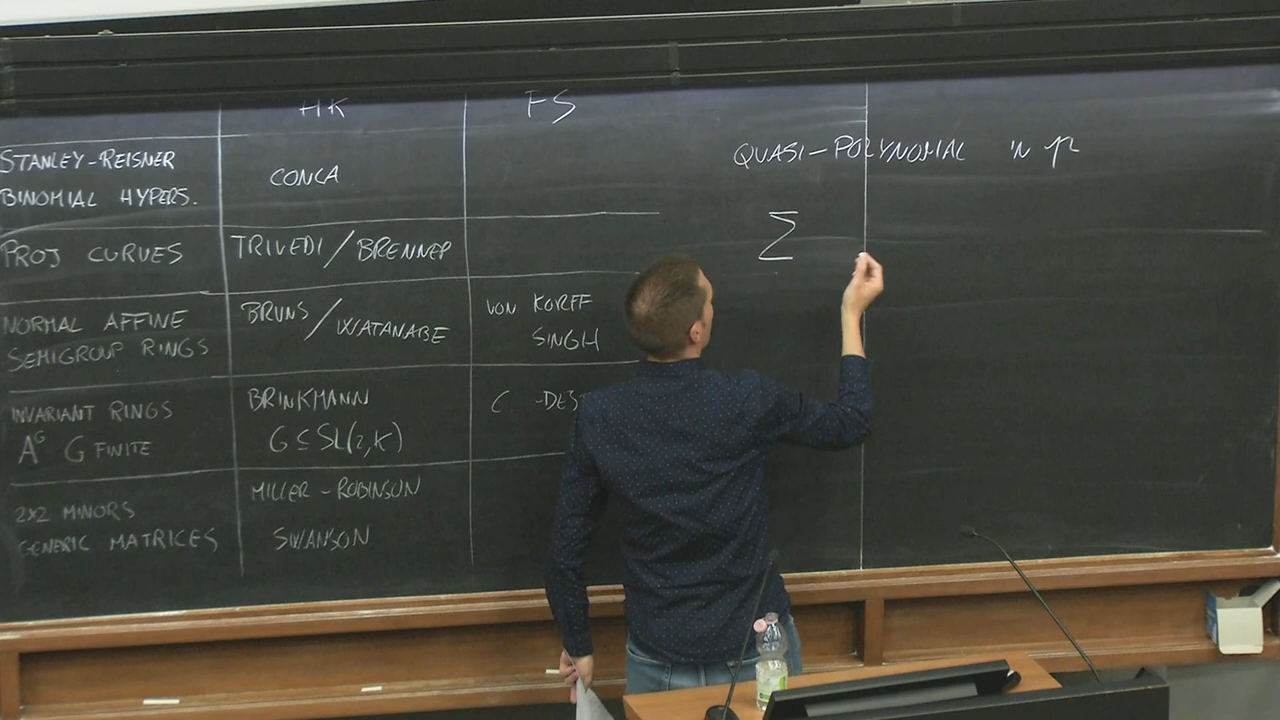 HK
FS
STANLEY-REISNER
BINOMIAL HYPERS.
CONCA
PROJ CURVES
TRIVEDI/BRENNER
NORMAL AFFINE
SEMIGROUP RINGS
BRUNS/WATANABE
VON KORFF
SINGH
INVARIANT RINGS
A^G G FINITE
BRINKMANN
G ⊆ SL(2,K)
C -DES
2x2 MINORS
GENERIC MATRICES
MILLER-ROBINSON
SWANSON
QUASI-POLYNOMIAL IN p
Σ